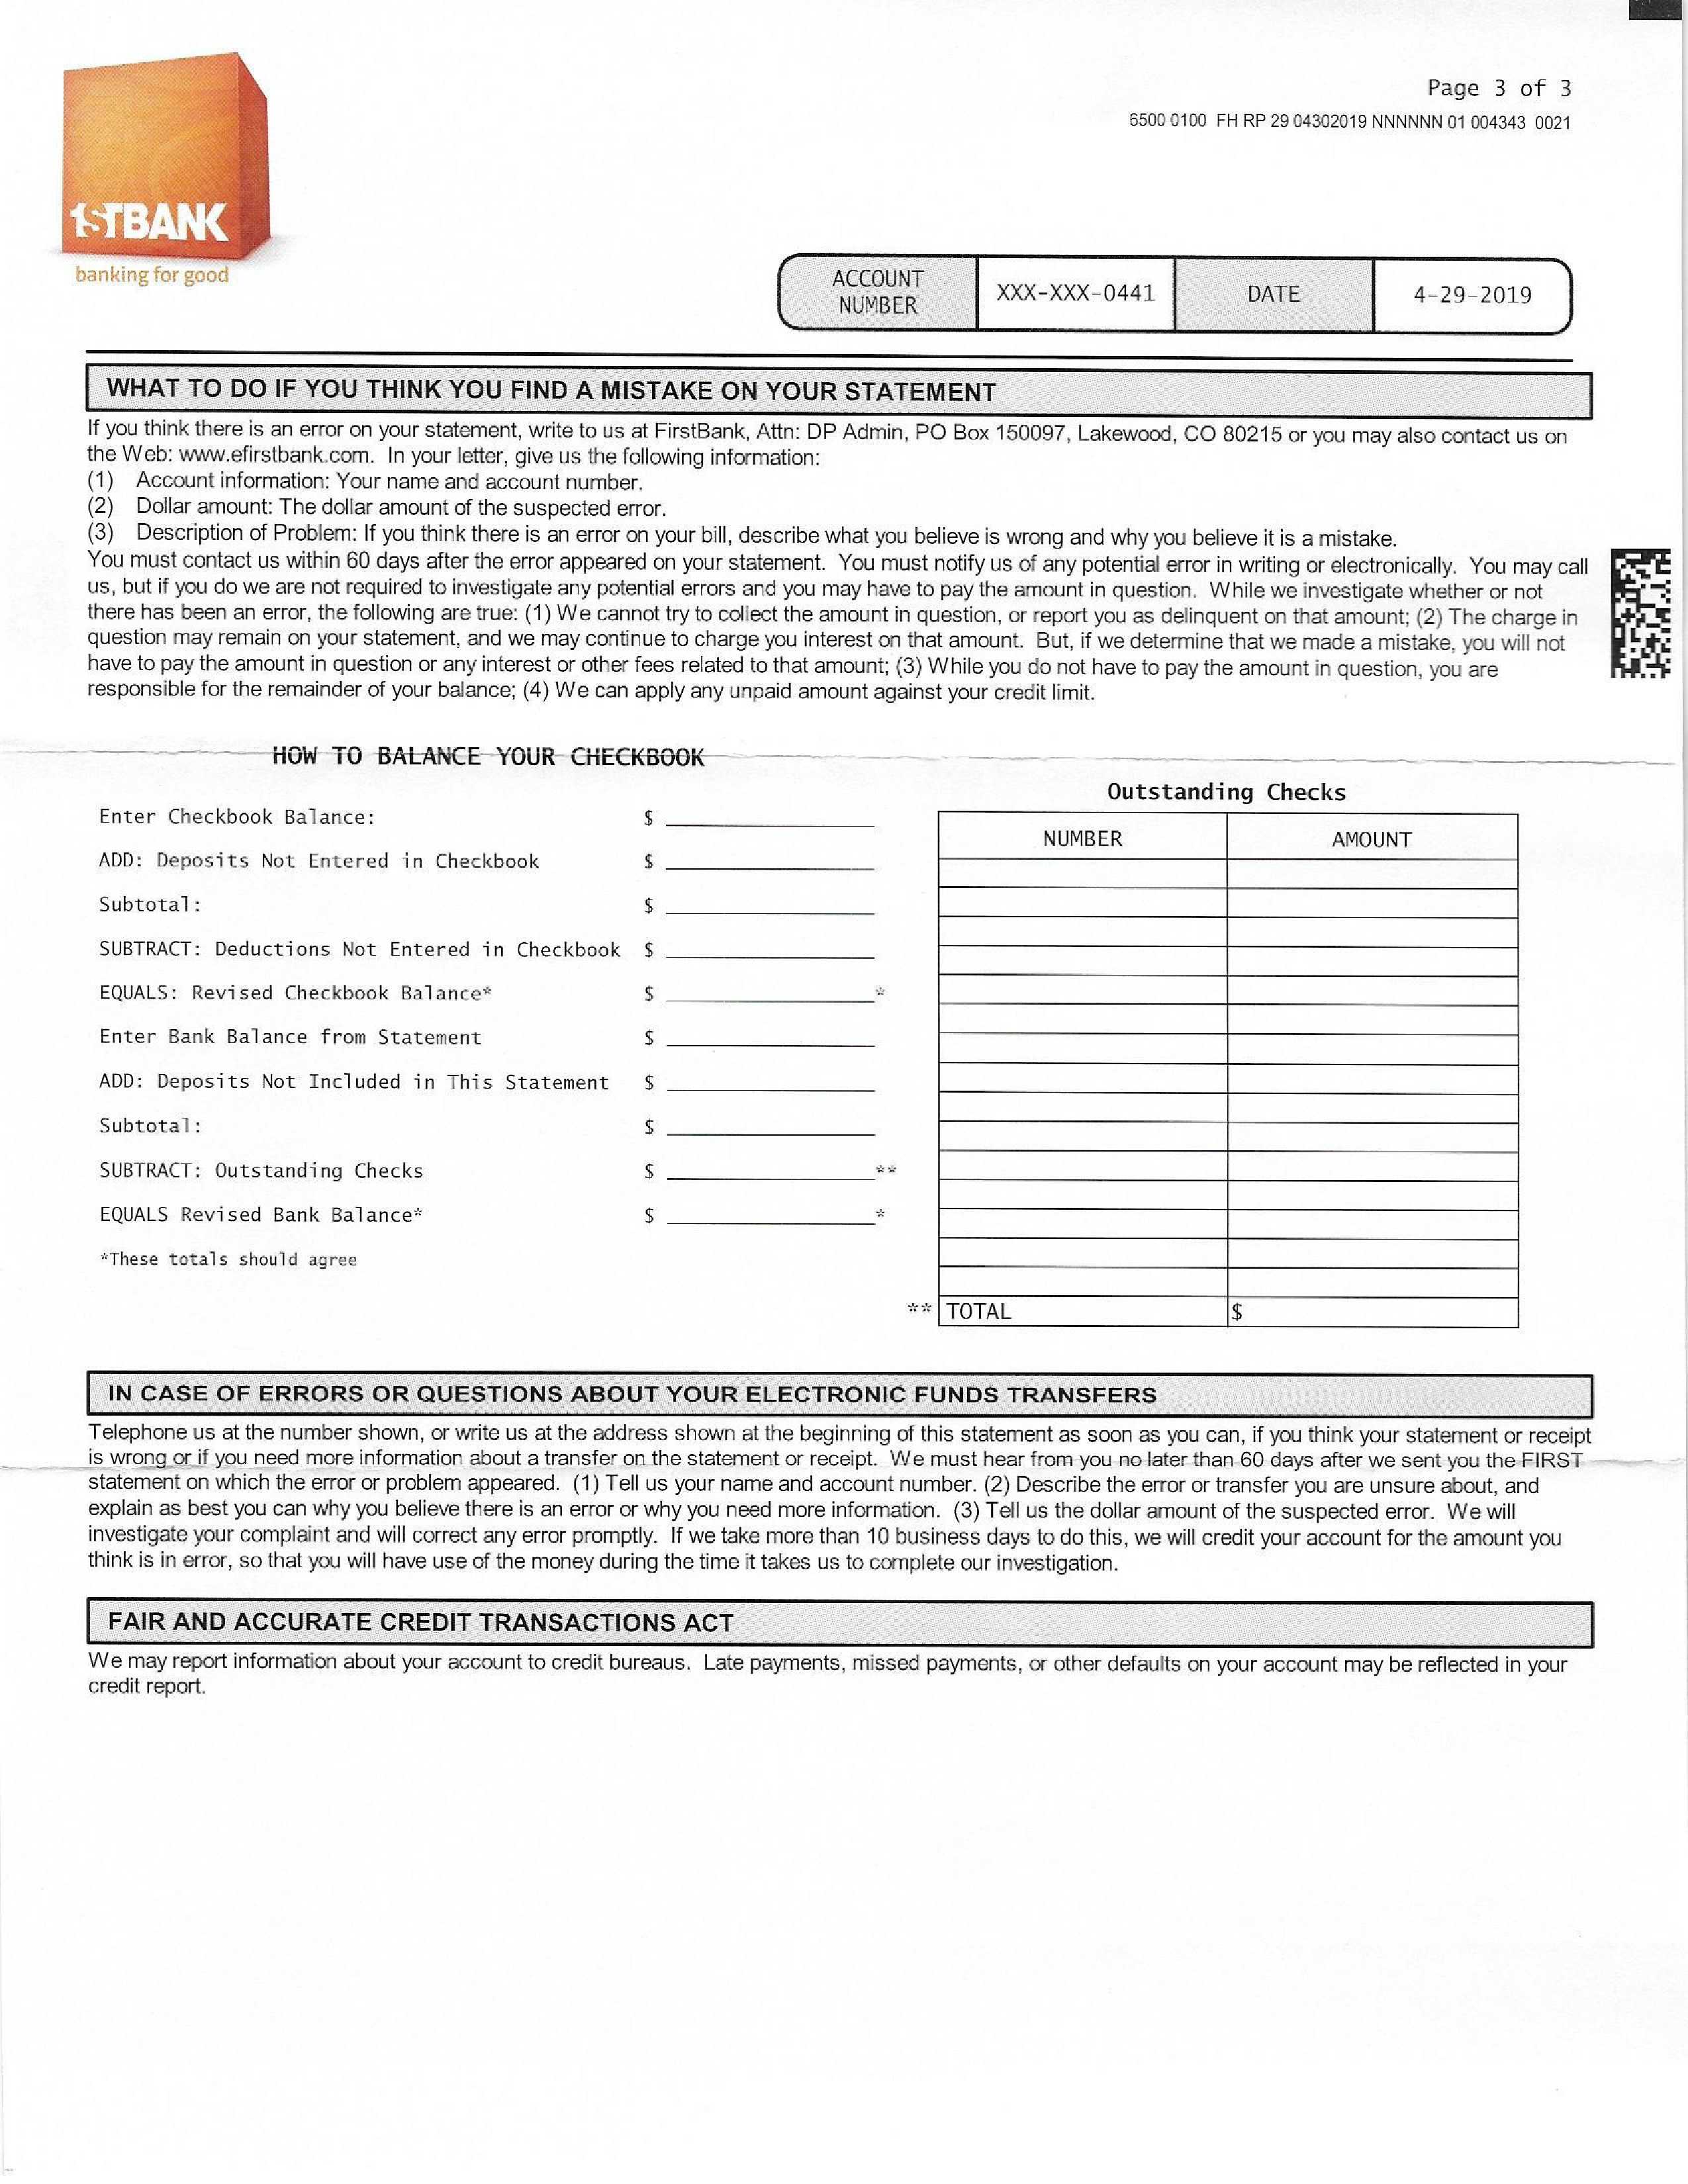 Page 3 of 3
6500 0100 FH RP 29 04302019 NNNNNN 01 004343 0021
1STBANK
banking for good
ACCOUNT NUMBER XXX-XXX-0441 DATE 4-29-2019
WHAT TO DO IF YOU THINK YOU FIND A MISTAKE ON YOUR STATEMENT
If you think there is an error on your statement, write to us at FirstBank, Attn: DP Admin, PO Box 150097, Lakewood, CO 80215 or you may also contact us on
the Web: www.efirstbank.com. In your letter, give us the following information:
(1) Account information: Your name and account number.
(2) Dollar amount: The dollar amount of the suspected error.
(3) Description of Problem: If you think there is an error on your bill, describe what you believe is wrong and why you believe it is a mistake.
You must contact us within 60 days after the error appeared on your statement. You must notify us of any potential error in writing or electronically. You may call
us, but if you do we are not required to investigate any potential errors and you may have to pay the amount in question. While we investigate whether or not
there has been an error, the following are true: (1) We cannot try to collect the amount in question, or report you as delinquent on that amount; (2) The charge in
question may remain on your statement, and we may continue to charge you interest on that amount. But, if we determine that we made a mistake, you will not
have to pay the amount in question or any interest or other fees related to that amount; (3) While you do not have to pay the amount in question, you are
responsible for the remainder of your balance; (4) We can apply any unpaid amount against your credit limit.
HOW TO BALANCE YOUR CHECKBOOK
Enter Checkbook Balance: $
ADD: Deposits Not Entered in Checkbook $
Subtotal: $
SUBTRACT: Deductions Not Entered in Checkbook $
EQUALS: Revised Checkbook Balance* $ *
Enter Bank Balance from Statement $
ADD: Deposits Not Included in This Statement $
Subtotal: $
SUBTRACT: Outstanding Checks $ **
EQUALS Revised Bank Balance* $ *
*These totals should agree
Outstanding Checks
NUMBER AMOUNT
** TOTAL $
IN CASE OF ERRORS OR QUESTIONS ABOUT YOUR ELECTRONIC FUNDS TRANSFERS
Telephone us at the number shown, or write us at the address shown at the beginning of this statement as soon as you can, if you think your statement or receipt
is wrong or if you need more information about a transfer on the statement or receipt. We must hear from you no later than 60 days after we sent you the FIRST
statement on which the error or problem appeared. (1) Tell us your name and account number. (2) Describe the error or transfer you are unsure about, and
explain as best you can why you believe there is an error or why you need more information. (3) Tell us the dollar amount of the suspected error. We will
investigate your complaint and will correct any error promptly. If we take more than 10 business days to do this, we will credit your account for the amount you
think is in error, so that you will have use of the money during the time it takes us to complete our investigation.
FAIR AND ACCURATE CREDIT TRANSACTIONS ACT
We may report information about your account to credit bureaus. Late payments, missed payments, or other defaults on your account may be reflected in your
credit report.